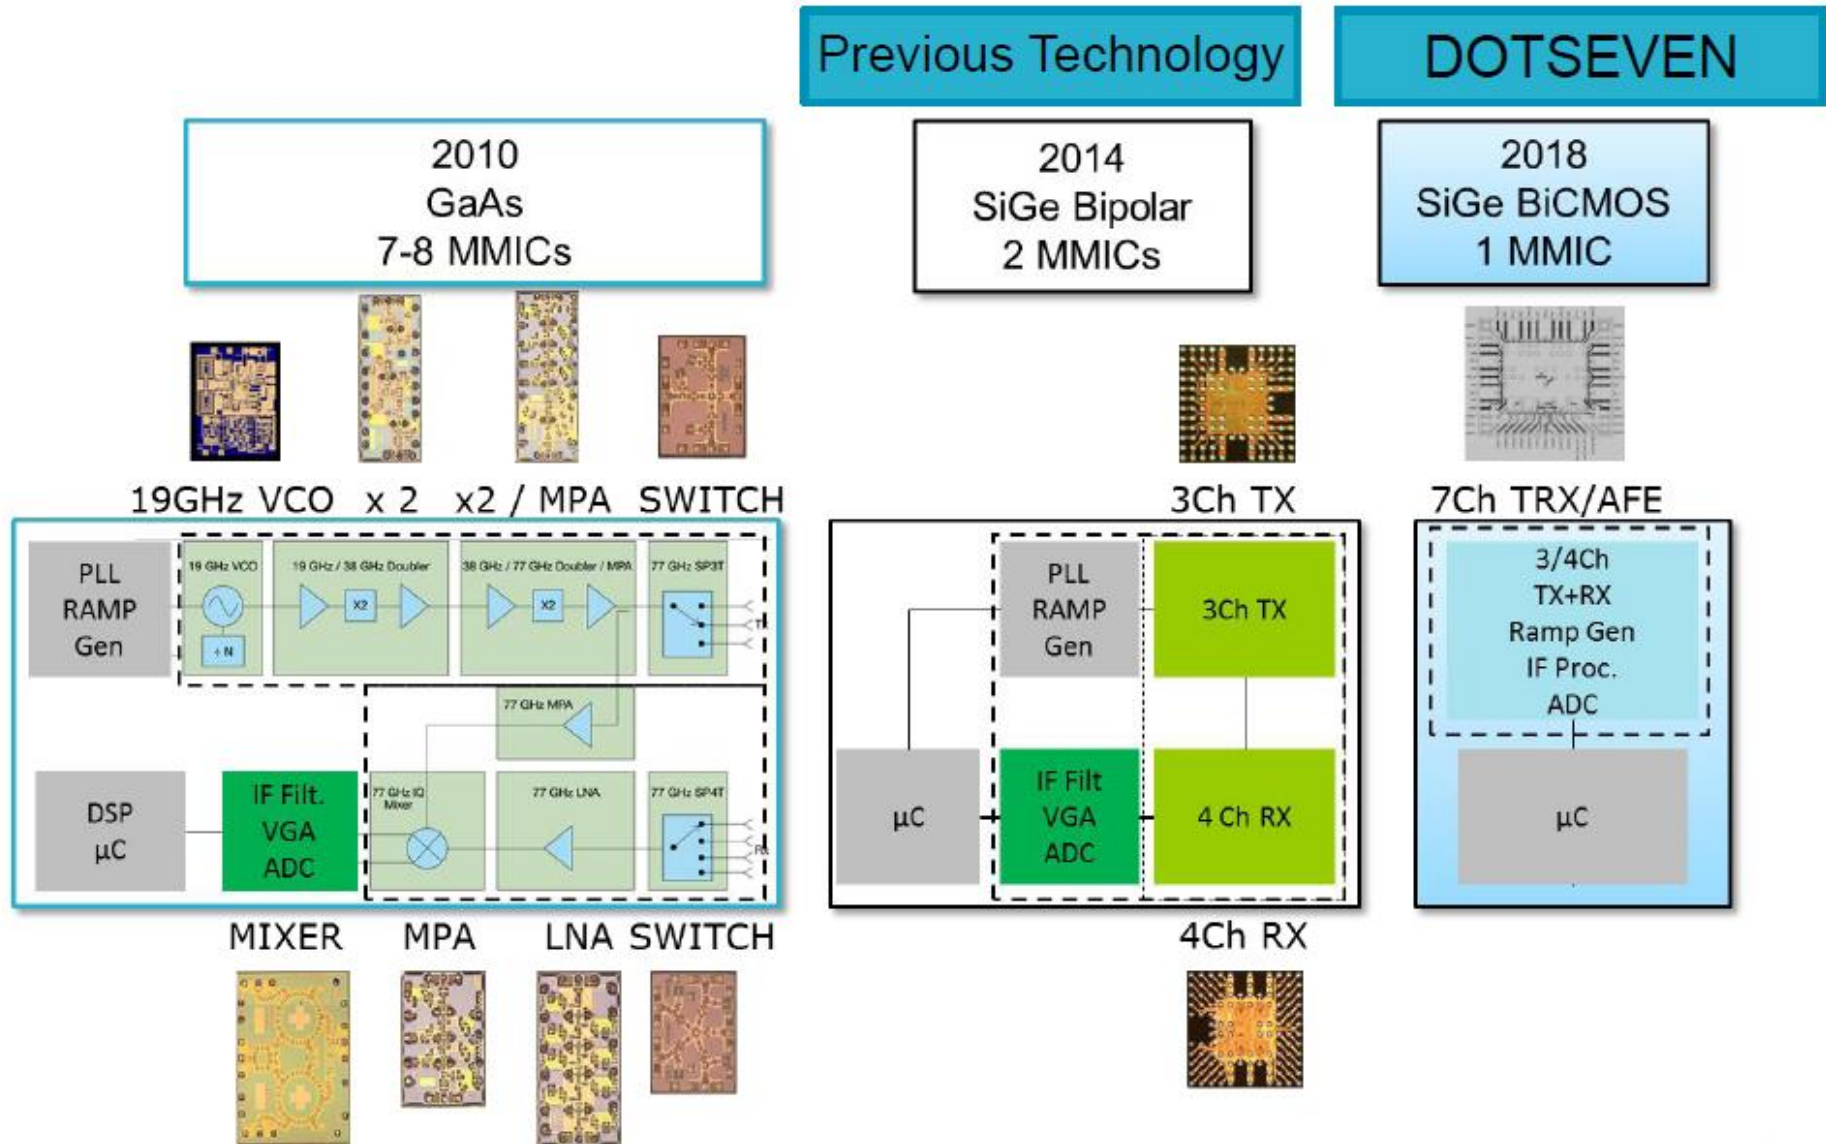 Previous Technology
DOTSEVEN
2010
GaAs
7-8 MMICs
2014
SiGe Bipolar
2 MMICs
2018
SiGe BiCMOS
1 MMIC
19GHz VCO
x 2
x2 / MPA
SWITCH
3Ch TX
7Ch TRX/AFE
PLL
RAMP
Gen
19 GHz VCO
÷ N
19 GHz / 38 GHz Doubler
X2
38 GHz / 77 GHz Doubler / MPA
X2
77 GHz SP3T
77 GHz MPA
DSP
µC
IF Filt.
VGA
ADC
77 GHz IQ
Mixer
77 GHz LNA
77 GHz SP4T
Rx
PLL
RAMP
Gen
3Ch TX
µC
IF Filt
VGA
ADC
4 Ch RX
3/4Ch
TX+RX
Ramp Gen
IF Proc.
ADC
µC
MIXER
MPA
LNA
SWITCH
4Ch RX